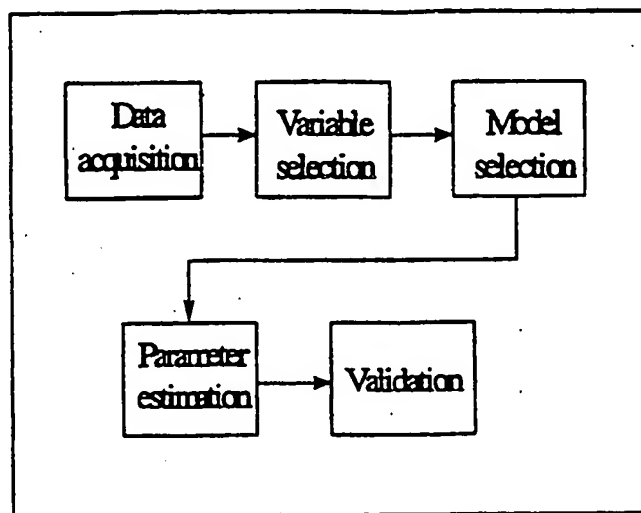 Data
acquisition
Variable
selection
Model
selection
Parameter
estimation
Validation